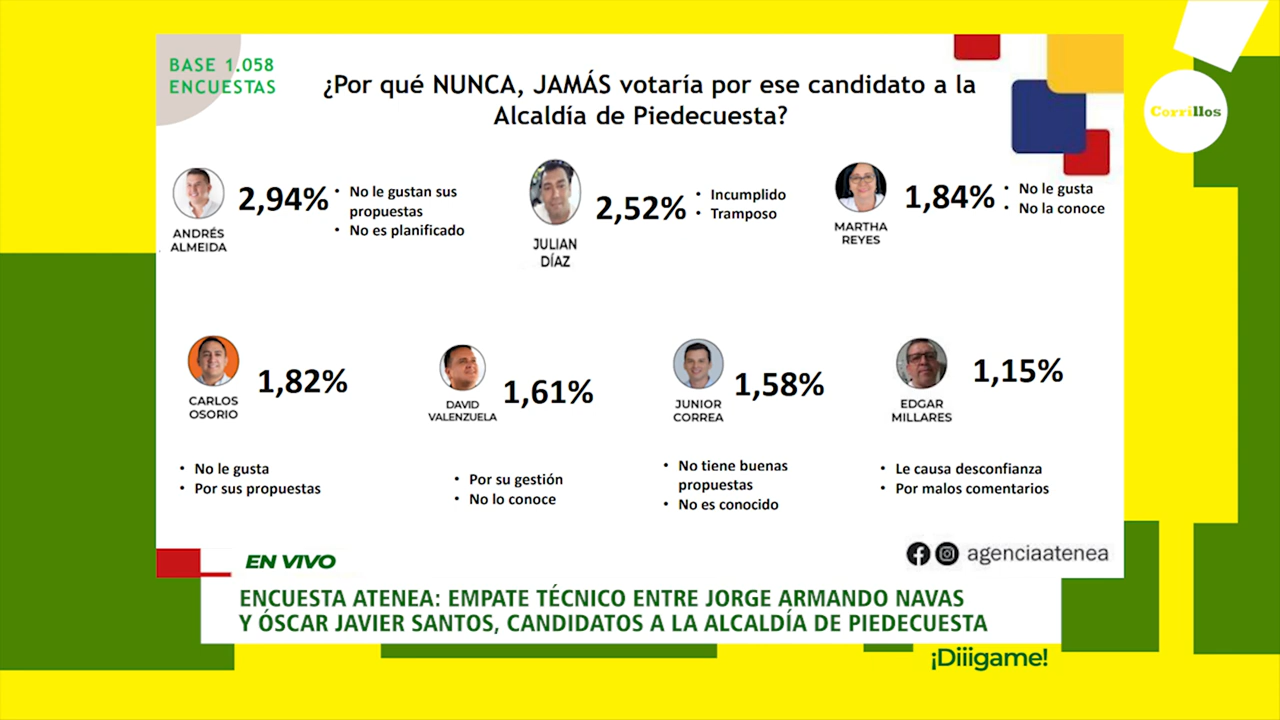 BASE 1.058
ENCUESTAS
¿Por qué NUNCA, JAMÁS votaría por ese candidato a la
Alcaldía de Piedecuesta?
Corrillos
ANDRÉS
ALMEIDA
2,94%
• No le gustan sus
propuestas
• No es planificado
JULIAN
DÍAZ
2,52%
• Incumplido
• Tramposo
MARTHA
REYES
1,84%
• No le gusta
• No la conoce
CARLOS
OSORIO
1,82%
• No le gusta
• Por sus propuestas
DAVID
VALENZUELA
1,61%
• Por su gestión
• No lo conoce
JUNIOR
CORREA
1,58%
• No tiene buenas
propuestas
• No es conocido
EDGAR
MILLARES
1,15%
• Le causa desconfianza
• Por malos comentarios
agenciaatenea
EN VIVO
ENCUESTA ATENEA: EMPATE TÉCNICO ENTRE JORGE ARMANDO NAVAS
Y ÓSCAR JAVIER SANTOS, CANDIDATOS A LA ALCALDÍA DE PIEDECUESTA
¡Diiigame!